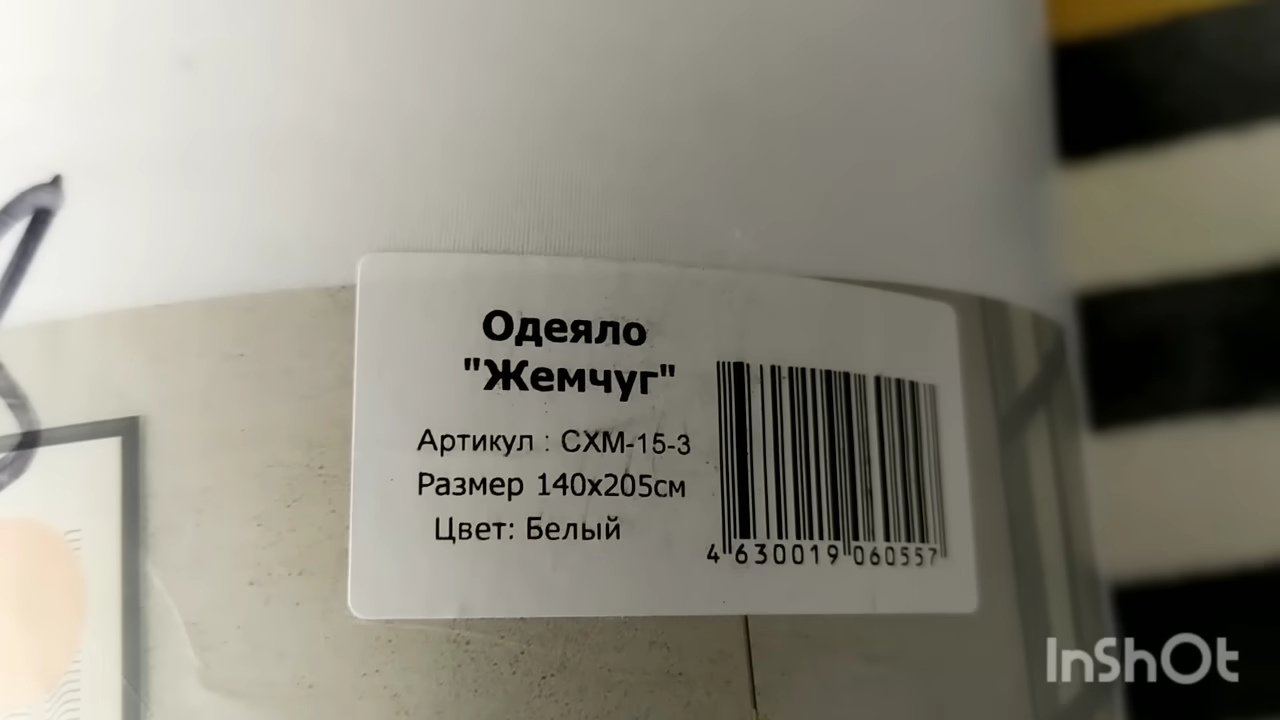 Одеяло
"Жемчуг"
Артикул : СХМ-15-3
Размер 140х205см
Цвет: Белый
4 630019 060557
InShOt